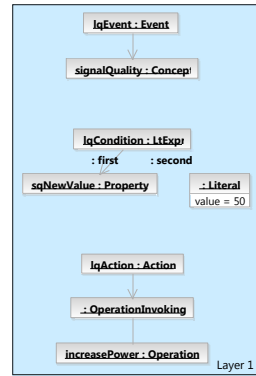 lqEvent : Event
signalQuality : Concept
lqCondition : LtExpr
: first : second
sqNewValue : Property
: Literal
value = 50
lqAction : Action
: OperationInvoking
increasePower : Operation
Layer 1